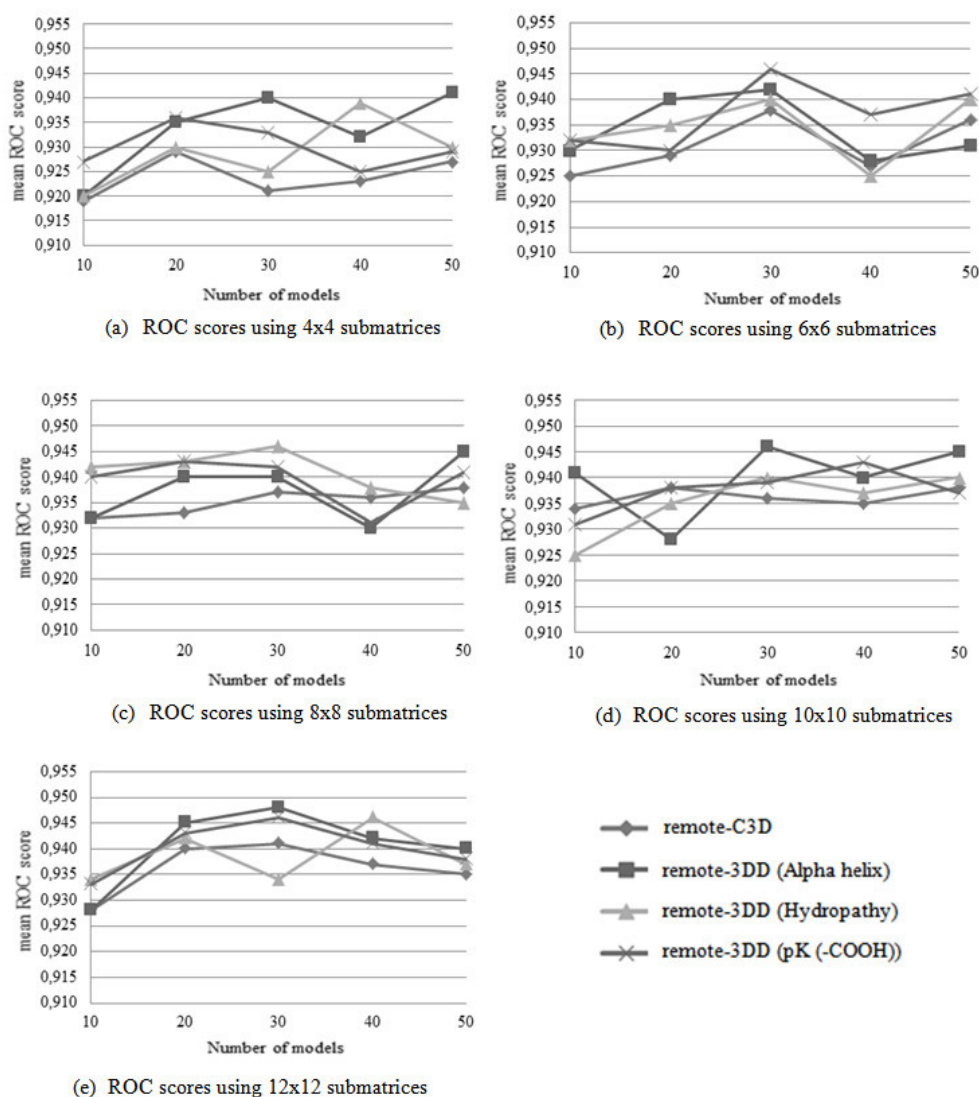 0,955
0,950
0,945
0,940
0,935
0,930
0,925
0,920
0,915
0,910
mean ROC score
10 20 30 40 50
Number of models
(a) ROC scores using 4x4 submatrices
0,955
0,950
0,945
0,940
0,935
0,930
0,925
0,920
0,915
0,910
mean ROC score
10 20 30 40 50
Number of models
(b) ROC scores using 6x6 submatrices
0,955
0,950
0,945
0,940
0,935
0,930
0,925
0,920
0,915
0,910
mean ROC score
10 20 30 40 50
Number of models
(c) ROC scores using 8x8 submatrices
0,955
0,950
0,945
0,940
0,935
0,930
0,925
0,920
0,915
0,910
mean ROC score
10 20 30 40 50
Number of models
(d) ROC scores using 10x10 submatrices
0,955
0,950
0,945
0,940
0,935
0,930
0,925
0,920
0,915
0,910
mean ROC score
10 20 30 40 50
Number of models
(e) ROC scores using 12x12 submatrices
remote-C3D
remote-3DD (Alpha helix)
remote-3DD (Hydropathy)
remote-3DD (pK (-COOH))